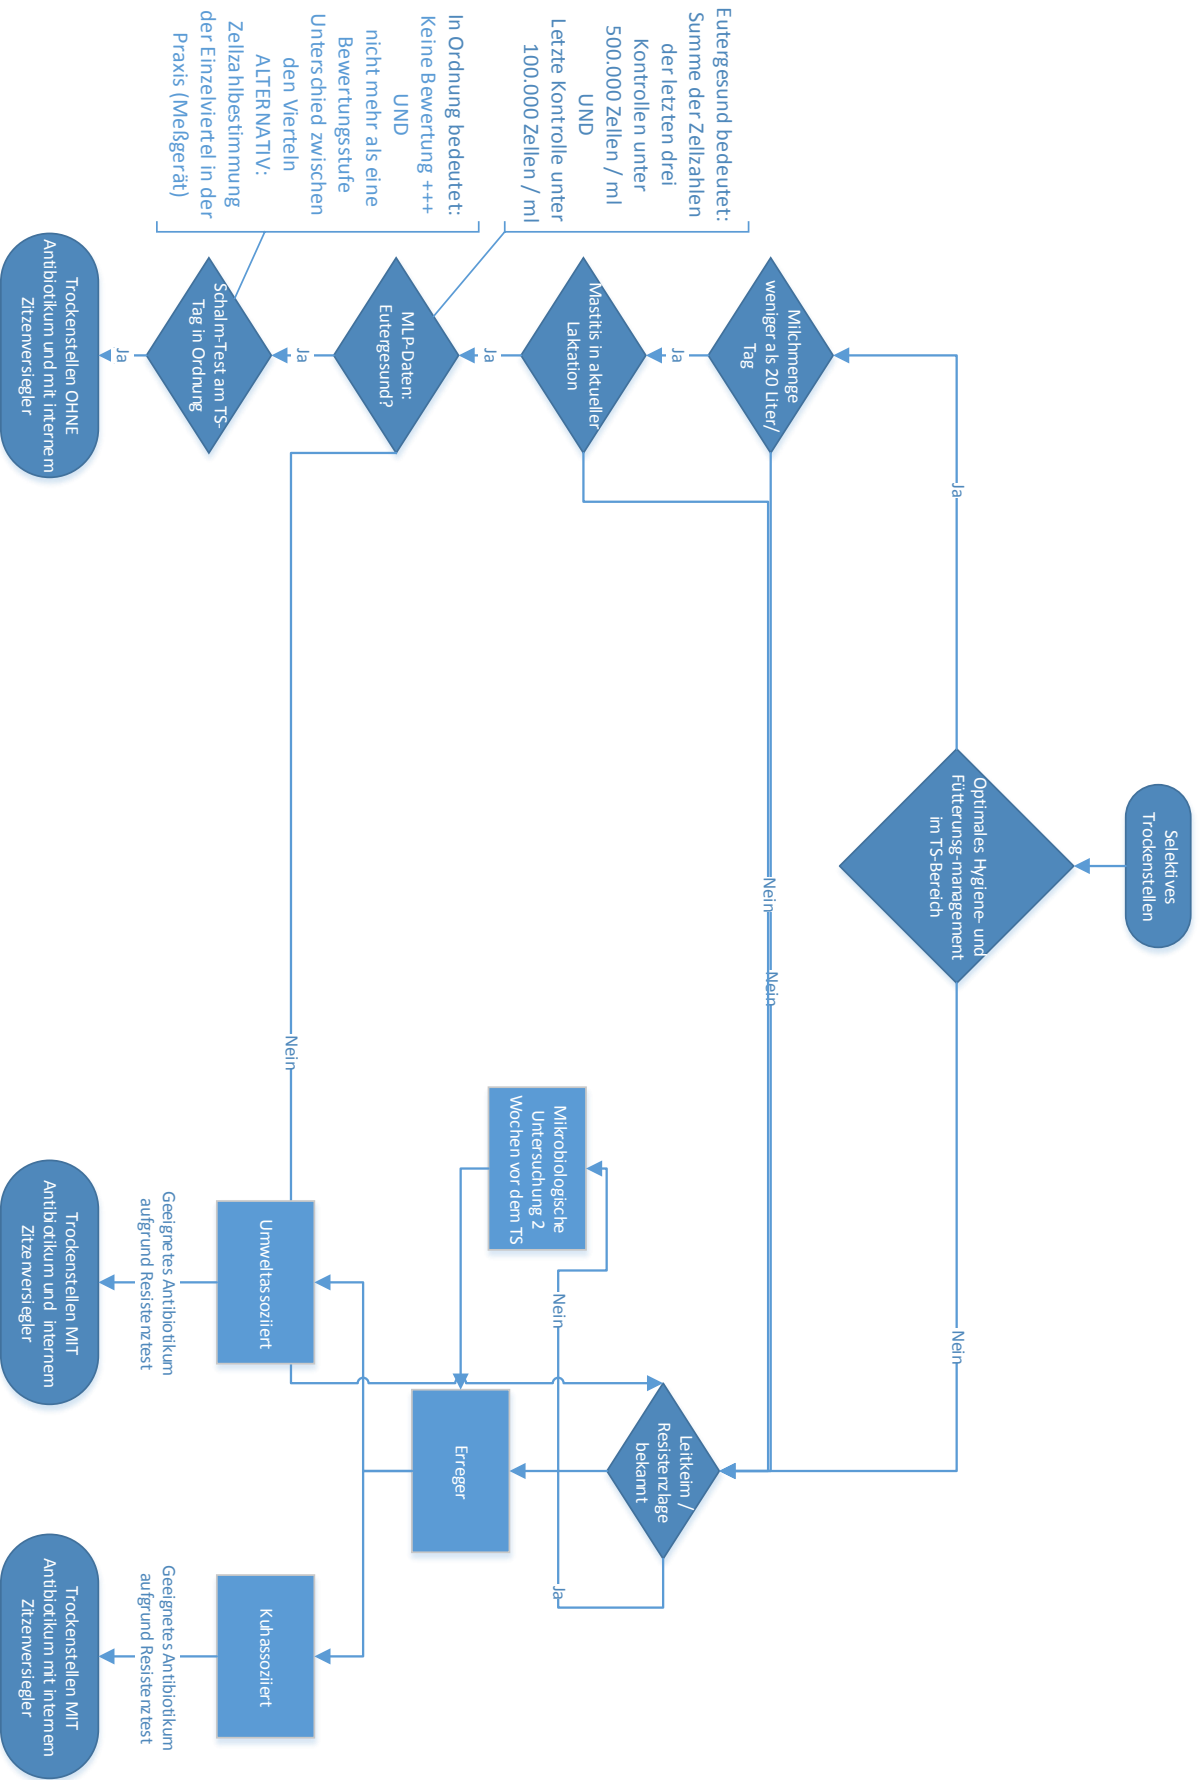 Selektives
Trockenstellen
Optimales Hygiene- und
Fütterunsg-management
im TS-Bereich
Ja
Nein
Milchmenge
weniger als 20 Liter/
Tag
Ja
Nein
Mastitis in aktueller
Laktation
Ja
Nein
Eutergesund bedeutet:
Summe der Zellzahlen
der letzten drei
Kontrollen unter
500.000 Zellen / ml
UND
Letzte Kontrolle unter
100.000 Zellen / ml
MLP-Daten:
Eutergesund?
Ja
Nein
In Ordnung bedeutet:
Keine Bewertung +++
UND
nicht mehr als eine
Bewertungsstufe
Unterschied zwischen
den Vierteln
ALTERNATIV:
Zellzahlbestimmung
der Einzelviertel in der
Praxis (Meßgerät)
Schalm-Test am TS-
Tag in Ordnung
Ja
Trockenstellen OHNE
Antibiotikum und mit internem
Zitzenversiegler
Leitkeim /
Resistenzlage
bekannt
Nein
Ja
Mikrobiologische
Untersuchung 2
Wochen vor dem TS
Erreger
Umweltassoziiert
Kuhassoziiert
Geeignetes Antibiotikum
aufgrund Resistenztest
Geeignetes Antibiotikum
aufgrund Resistenztest
Trockenstellen MIT
Antibiotikum und internem
Zitzenversiegler
Trockenstellen MIT
Antibiotikum mit internem
Zitzenversiegler